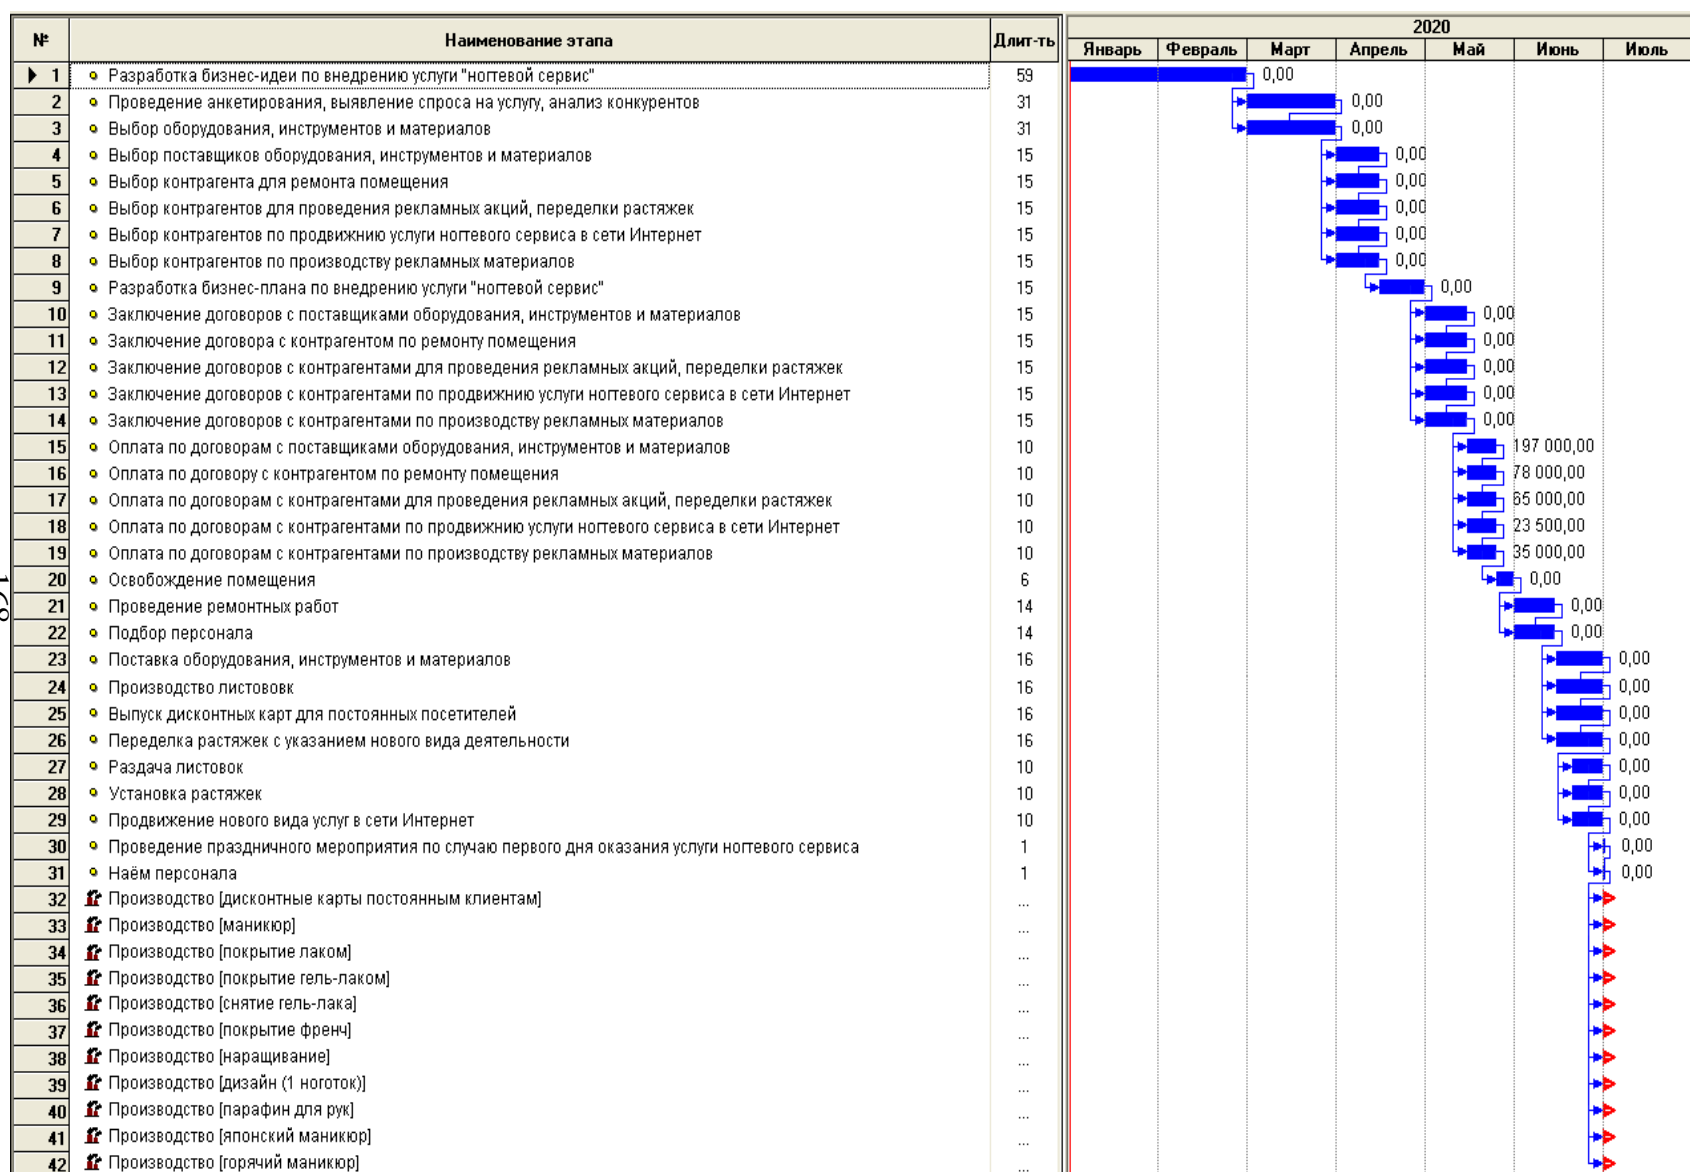 № Наименование этапа Длит-ть 2020
Январь Февраль Март Апрель Май Июнь Июль
1 Разработка бизнес-идеи по внедрению услуги "ногтевой сервис" 59 0,00
2 Проведение анкетирования, выявление спроса на услугу, анализ конкурентов 31 0,00
3 Выбор оборудования, инструментов и материалов 31 0,00
4 Выбор поставщиков оборудования, инструментов и материалов 15 0,00
5 Выбор контрагента для ремонта помещения 15 0,00
6 Выбор контрагентов для проведения рекламных акций, переделки растяжек 15 0,00
7 Выбор контрагентов по продвижнию услуги ногтевого сервиса в сети Интернет 15 0,00
8 Выбор контрагентов по производству рекламных материалов 15 0,00
9 Разработка бизнес-плана по внедрению услуги "ногтевой сервис" 15 0,00
10 Заключение договоров с поставщиками оборудования, инструментов и материалов 15 0,00
11 Заключение договора с контрагентом по ремонту помещения 15 0,00
12 Заключение договоров с контрагентами для проведения рекламных акций, переделки растяжек 15 0,00
13 Заключение договоров с контрагентами по продвижнию услуги ногтевого сервиса в сети Интернет 15 0,00
14 Заключение договоров с контрагентами по производству рекламных материалов 15 0,00
15 Оплата по договорам с поставщиками оборудования, инструментов и материалов 10 197 000,00
16 Оплата по договору с контрагентом по ремонту помещения 10 78 000,00
17 Оплата по договорам с контрагентами для проведения рекламных акций, переделки растяжек 10 65 000,00
18 Оплата по договорам с контрагентами по продвижнию услуги ногтевого сервиса в сети Интернет 10 23 500,00
19 Оплата по договорам с контрагентами по производству рекламных материалов 10 35 000,00
20 Освобождение помещения 6 0,00
21 Проведение ремонтных работ 14 0,00
22 Подбор персонала 14 0,00
23 Поставка оборудования, инструментов и материалов 16 0,00
24 Производство листововк 16 0,00
25 Выпуск дисконтных карт для постоянных посетителей 16 0,00
26 Переделка растяжек с указанием нового вида деятельности 16 0,00
27 Раздача листовок 10 0,00
28 Установка растяжек 10 0,00
29 Продвижение нового вида услуг в сети Интернет 10 0,00
30 Проведение праздничного мероприятия по случаю первого дня оказания услуги ногтевого сервиса 1 0,00
31 Наём персонала 1 0,00
32 Производство [дисконтные карты постоянным клиентам] ...
33 Производство [маникюр] ...
34 Производство [покрытие лаком] ...
35 Производство [покрытие гель-лаком] ...
36 Производство [снятие гель-лака] ...
37 Производство [покрытие френч] ...
38 Производство [наращивание] ...
39 Производство [дизайн (1 ноготок)] ...
40 Производство [парафин для рук] ...
41 Производство [японский маникюр] ...
42 Производство [горячий маникюр] ...